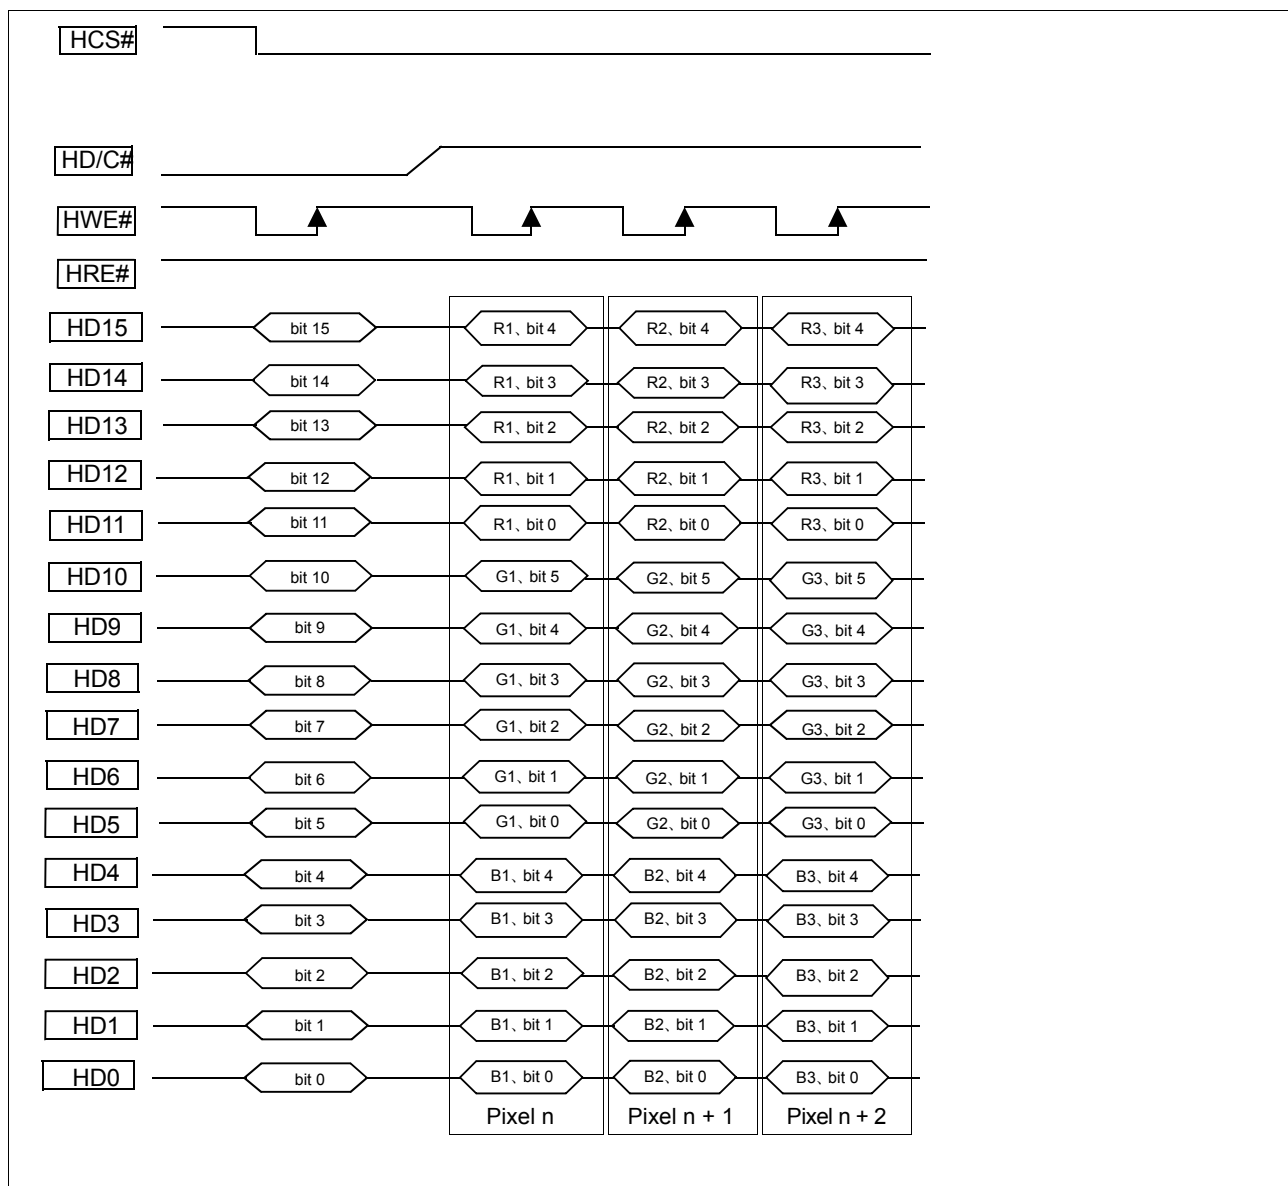 HCS#
HD/C#
HWE#
HRE#
HD15 bit 15 R1、bit 4 R2、bit 4 R3、bit 4
HD14 bit 14 R1、bit 3 R2、bit 3 R3、bit 3
HD13 bit 13 R1、bit 2 R2、bit 2 R3、bit 2
HD12 bit 12 R1、bit 1 R2、bit 1 R3、bit 1
HD11 bit 11 R1、bit 0 R2、bit 0 R3、bit 0
HD10 bit 10 G1、bit 5 G2、bit 5 G3、bit 5
HD9 bit 9 G1、bit 4 G2、bit 4 G3、bit 4
HD8 bit 8 G1、bit 3 G2、bit 3 G3、bit 3
HD7 bit 7 G1、bit 2 G2、bit 2 G3、bit 2
HD6 bit 6 G1、bit 1 G2、bit 1 G3、bit 1
HD5 bit 5 G1、bit 0 G2、bit 0 G3、bit 0
HD4 bit 4 B1、bit 4 B2、bit 4 B3、bit 4
HD3 bit 3 B1、bit 3 B2、bit 3 B3、bit 3
HD2 bit 2 B1、bit 2 B2、bit 2 B3、bit 2
HD1 bit 1 B1、bit 1 B2、bit 1 B3、bit 1
HD0 bit 0 B1、bit 0 B2、bit 0 B3、bit 0
Pixel n Pixel n + 1 Pixel n + 2